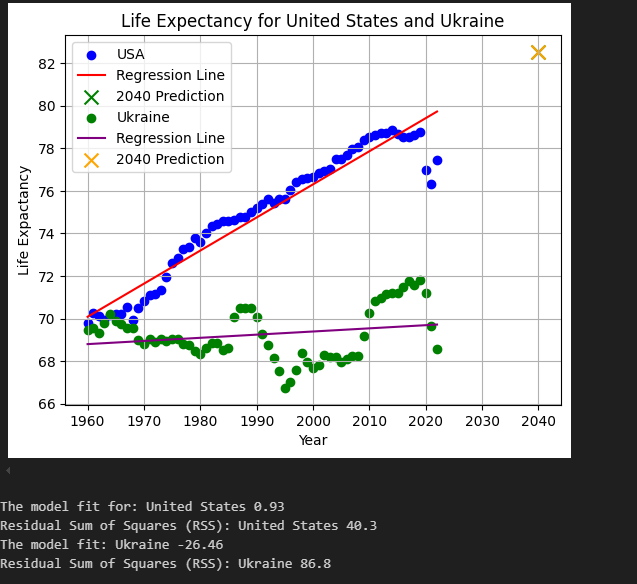 Life Expectancy for United States and Ukraine
USA
Regression Line
2040 Prediction
Ukraine
Regression Line
2040 Prediction
82
80
78
76
74
72
70
68
66
Life Expactancy
1960 1970 1980 1990 2000 2010 2020 2030 2040
Year
The model fit for: United States 0.93
Residual Sum of Squares (RSS): United States 40.3
The model fit: Ukraine -26.46
Residual Sum of Squares (RSS): Ukraine 86.8